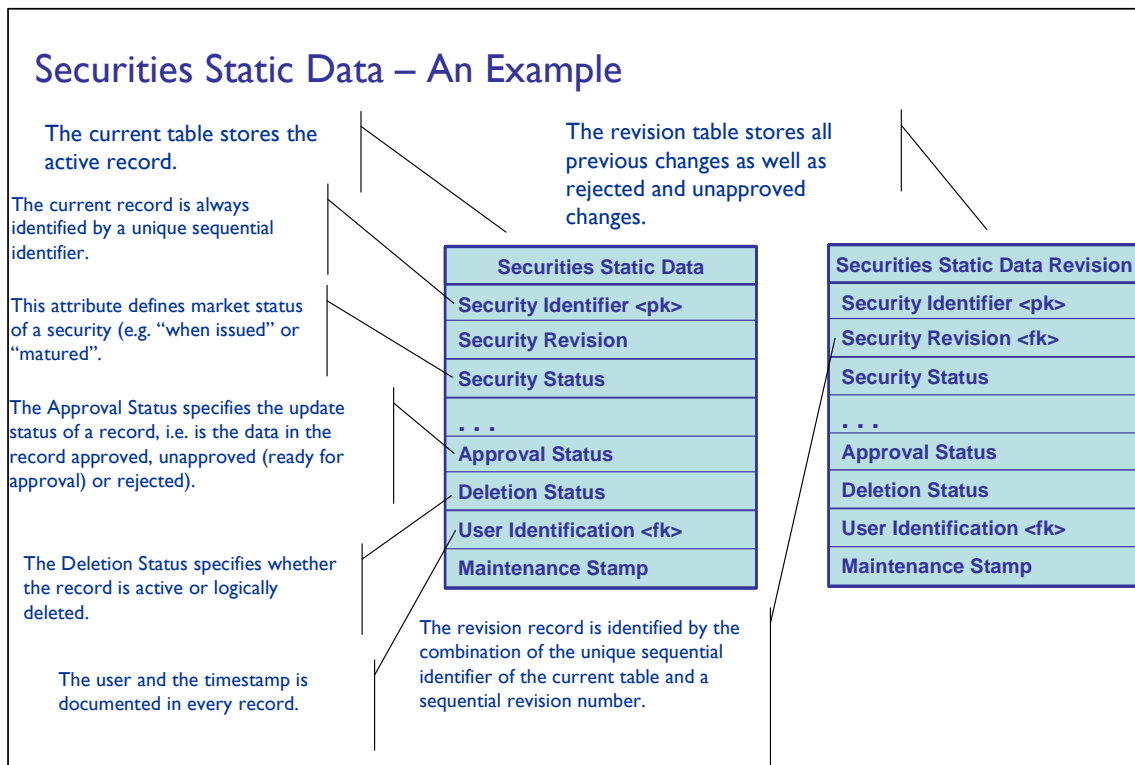 Securities Static Data – An Example
The current table stores the
active record.
The revision table stores all
previous changes as well as
rejected and unapproved
changes.
The current record is always
identified by a unique sequential
identifier.
This attribute defines market status
of a security (e.g. “when issued” or
“matured”.
The Approval Status specifies the update
status of a record, i.e. is the data in the
record approved, unapproved (ready for
approval) or rejected).
The Deletion Status specifies whether
the record is active or logically
deleted.
The user and the timestamp is
documented in every record.
Securities Static Data
Security Identifier <pk>
Security Revision
Security Status
. . .
Approval Status
Deletion Status
User Identification <fk>
Maintenance Stamp
The revision record is identified by the
combination of the unique sequential
identifier of the current table and a
sequential revision number.
Securities Static Data Revision
Security Identifier <pk>
Security Revision <fk>
Security Status
. . .
Approval Status
Deletion Status
User Identification <fk>
Maintenance Stamp